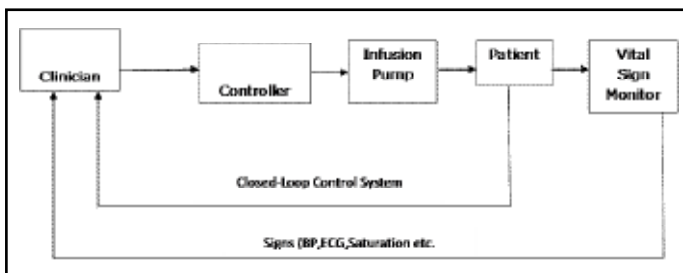 Clinician
Controller
Infusion
Pump
Patient
Vital
Sign
Monitor
Closed-Loop Control System
Signs (BP,ECG,Saturation etc.